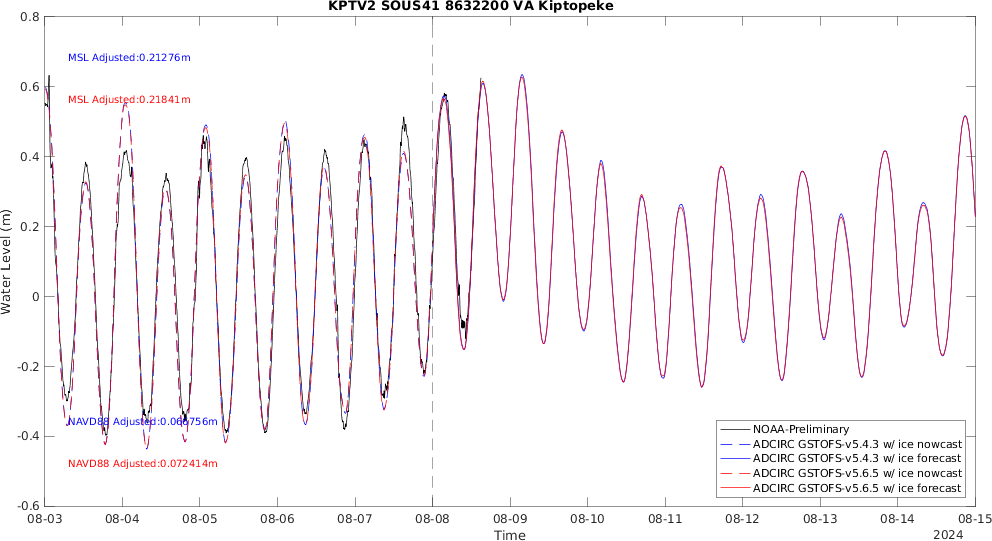 KPTV2 SOUS41 8632200 VA Kiptopeke
MSL Adjusted:0.21276m
MSL Adjusted:0.21841m
NAVD88 Adjusted:0.066756m
NAVD88 Adjusted:0.072414m
Water Level (m)
0.8
0.6
0.4
0.2
0
-0.2
-0.4
-0.6
NOAA-Preliminary
ADCIRC GSTOFS-v5.4.3 w/ ice nowcast
ADCIRC GSTOFS-v5.4.3 w/ ice forecast
ADCIRC GSTOFS-v5.6.5 w/ ice nowcast
ADCIRC GSTOFS-v5.6.5 w/ ice forecast
08-03 08-04 08-05 08-06 08-07 08-08 08-09 08-10 08-11 08-12 08-13 08-14 08-15
Time
2024